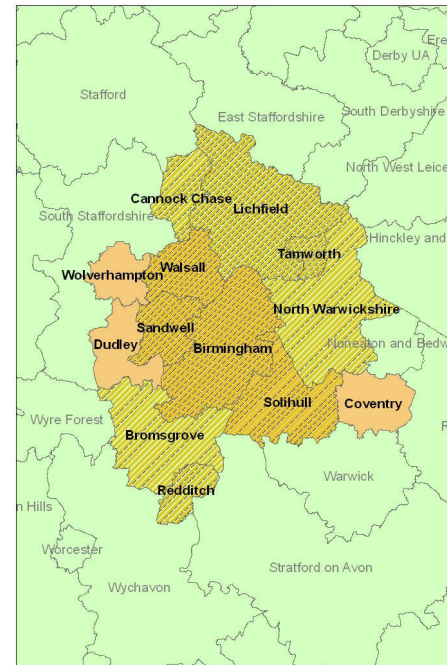 Ere
Derby UA
Stafford
East Staffordshire
South Derbyshire
North West Leice
Cannock Chase
Lichfield
South Staffordshire
Hinckley and
Tamworth
Walsall
Wolverhampton
North Warwickshire
Sandwell
Dudley
Birmingham
Nuneaton and Bedw
Solihull
Coventry
Wyre Forest
R
Bromsgrove
Warwick
Redditch
n Hills
Worcester
Stratford on Avon
Wychavon